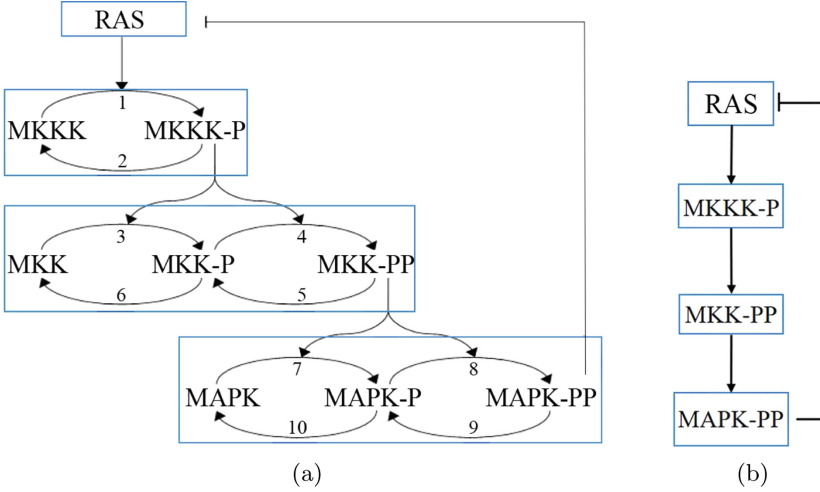 RAS
1
MKKK MKKK-P
2
3 4
MKK MKK-P MKK-PP
6 5
7 8
MAPK MAPK-P MAPK-PP
10 9
(a)
RAS
MKKK-P
MKK-PP
MAPK-PP
(b)